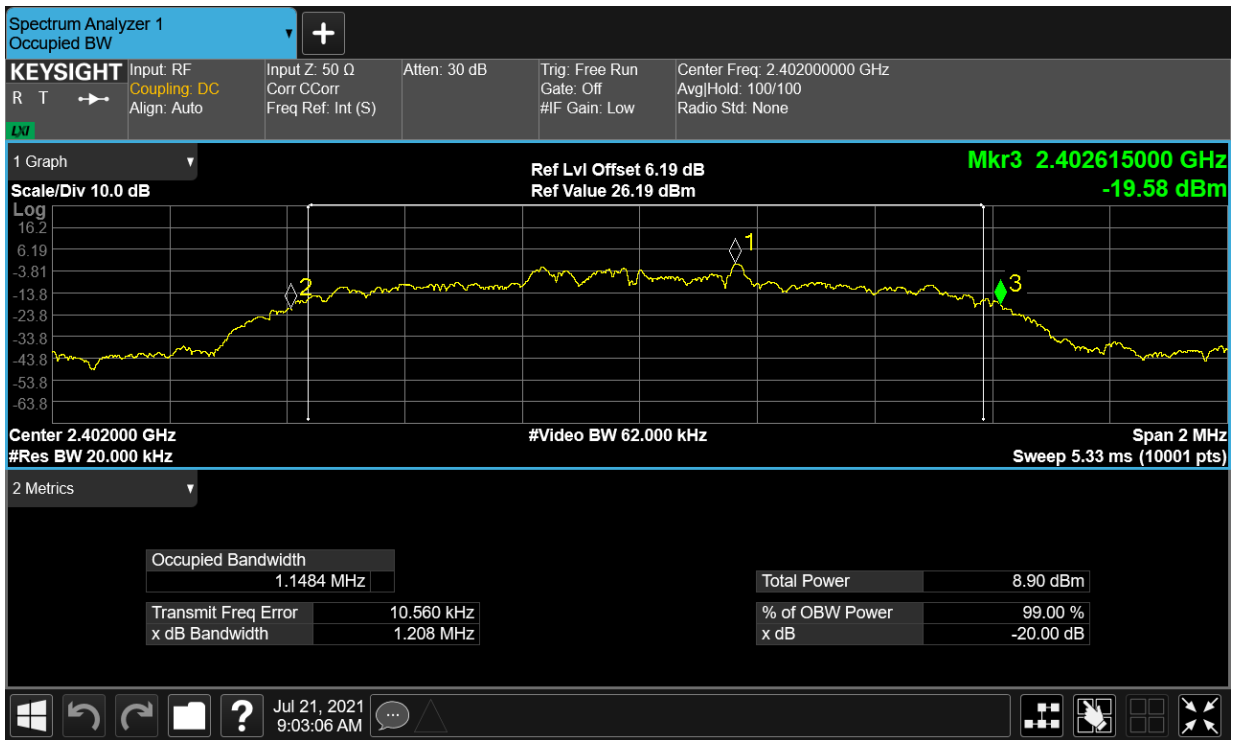 Spectrum Analyzer 1
Occupied BW
+
KEYSIGHT
R T
LXI
Input: RF
Coupling: DC
Align: Auto
Input Z: 50 Ω
Corr CCorr
Freq Ref: Int (S)
Atten: 30 dB
Trig: Free Run
Gate: Off
#IF Gain: Low
Center Freq: 2.402000000 GHz
Avg|Hold: 100/100
Radio Std: None
1 Graph
Scale/Div 10.0 dB
Ref Lvl Offset 6.19 dB
Ref Value 26.19 dBm
Mkr3 2.402615000 GHz
-19.58 dBm
Log
16.2
6.19
-3.81
-13.8
-23.8
-33.8
-43.8
-53.8
-63.8
1
2
3
Center 2.402000 GHz
#Video BW 62.000 kHz
Span 2 MHz
#Res BW 20.000 kHz
Sweep 5.33 ms (10001 pts)
2 Metrics
Occupied Bandwidth
1.1484 MHz
Total Power 8.90 dBm
Transmit Freq Error 10.560 kHz
% of OBW Power 99.00 %
x dB Bandwidth 1.208 MHz
x dB -20.00 dB
?
Jul 21, 2021
9:03:06 AM